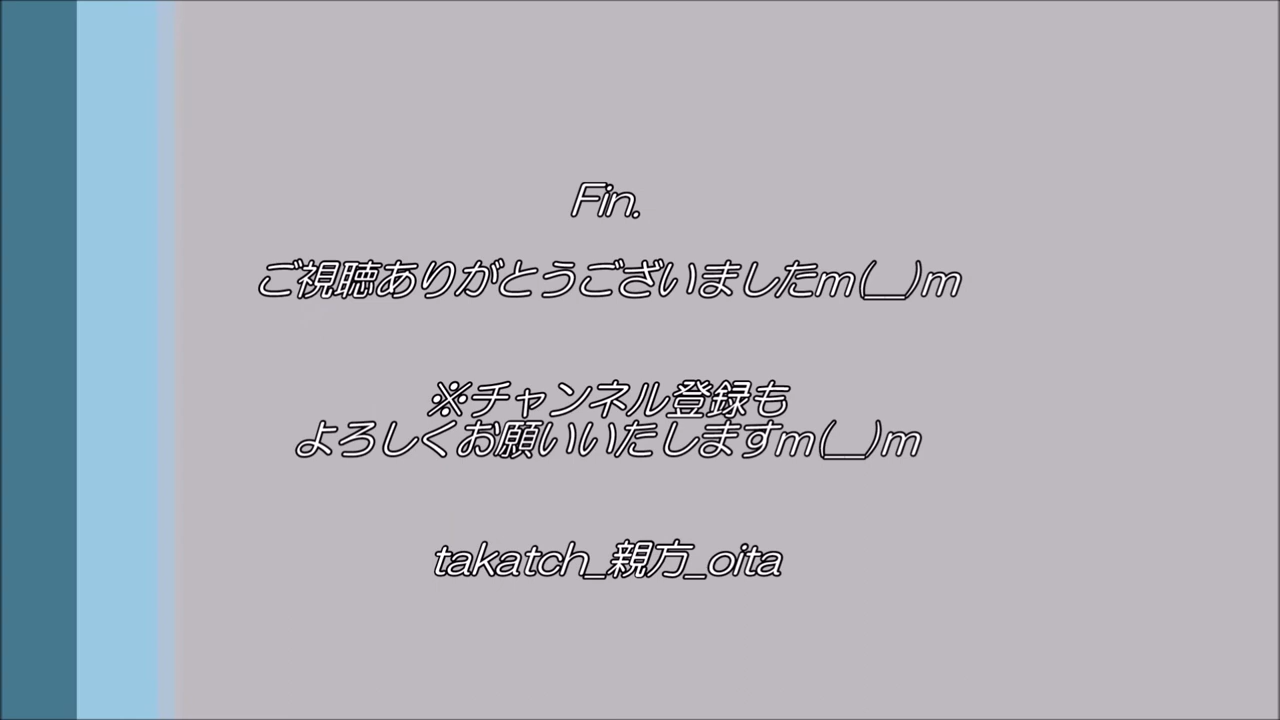 Fin.
ご視聴ありがとうございましたm(__)m
※チャンネル登録も
よろしくお願いいたしますm(__)m
takatch_親方_oita